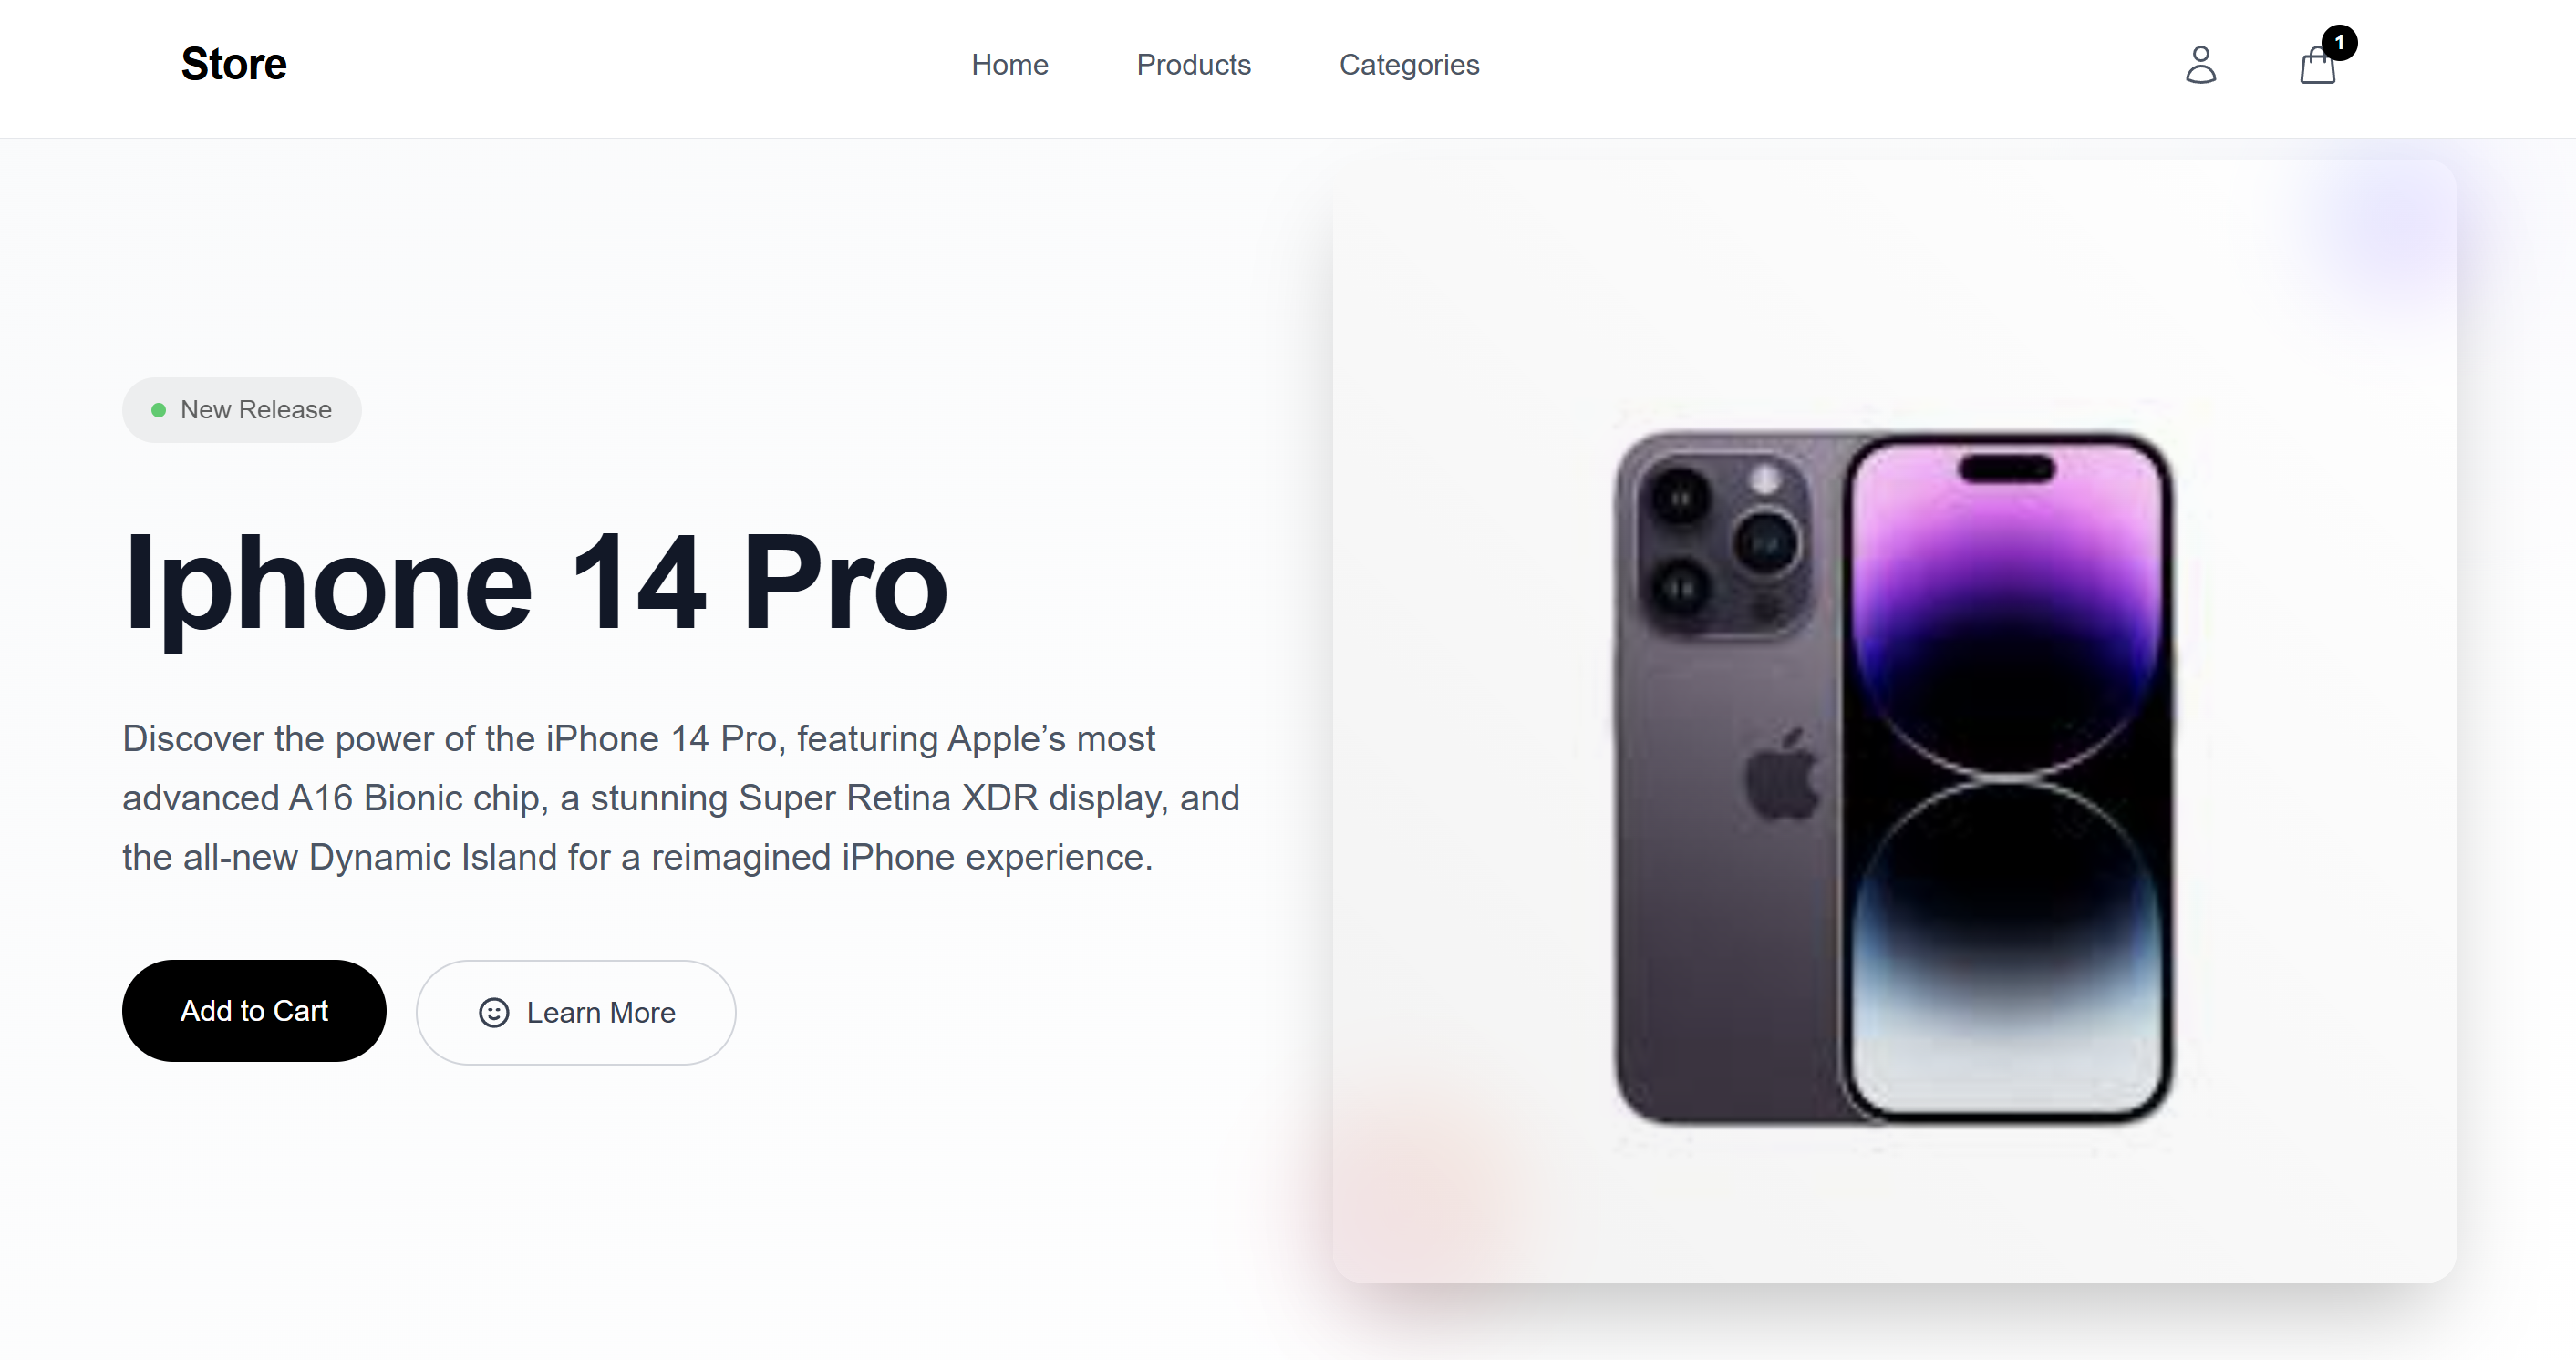 Store
Home
Products
Categories
1
New Release
Iphone 14 Pro
Discover the power of the iPhone 14 Pro, featuring Apple’s most
advanced A16 Bionic chip, a stunning Super Retina XDR display, and
the all-new Dynamic Island for a reimagined iPhone experience.
Add to Cart
Learn More